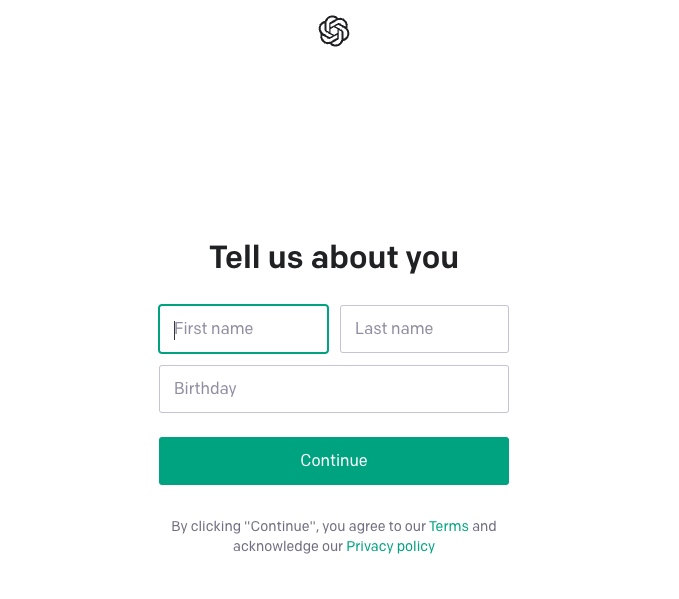 Tell us about you
First name
Last name
Birthday
Continue
By clicking "Continue", you agree to our Terms and
acknowledge our Privacy policy